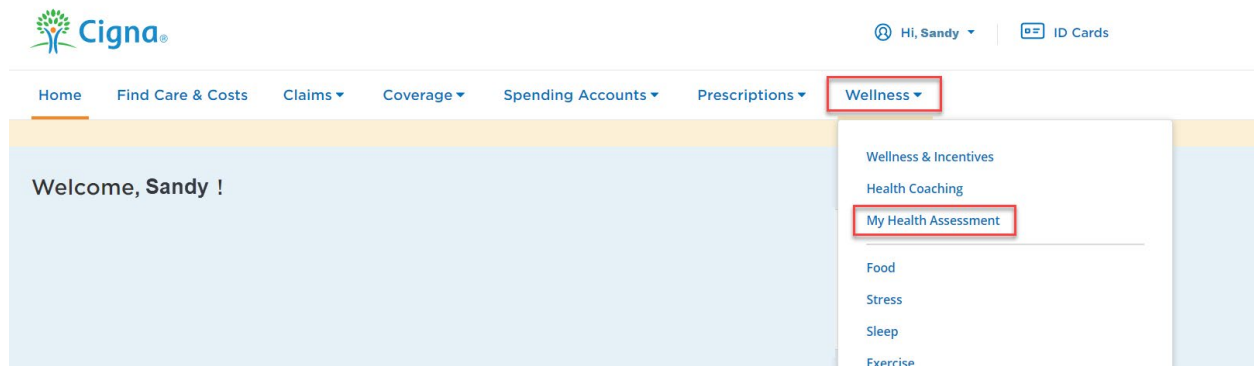 Cigna®
Hi, Sandy
ID Cards
Home
Find Care & Costs
Claims
Coverage
Spending Accounts
Prescriptions
Wellness
Welcome, Sandy !
Wellness & Incentives
Health Coaching
My Health Assessment
Food
Stress
Sleep
Exercise